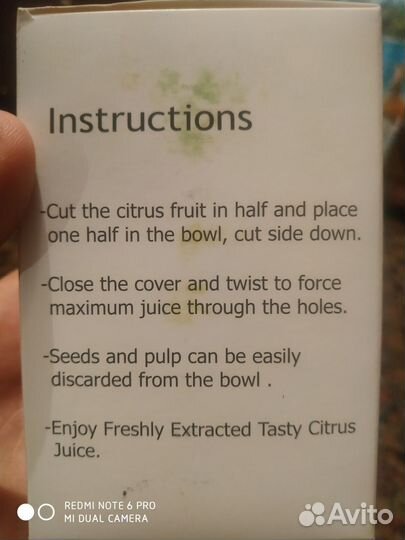 Instructions
-Cut the citrus fruit in half and place
one half in the bowl, cut side down.
-Close the cover and twist to force
maximum juice through the holes.
-Seeds and pulp can be easily
discarded from the bowl .
-Enjoy Freshly Extracted Tasty Citrus
Juice.
REDMI NOTE 6 PRO
MI DUAL CAMERA
Avito